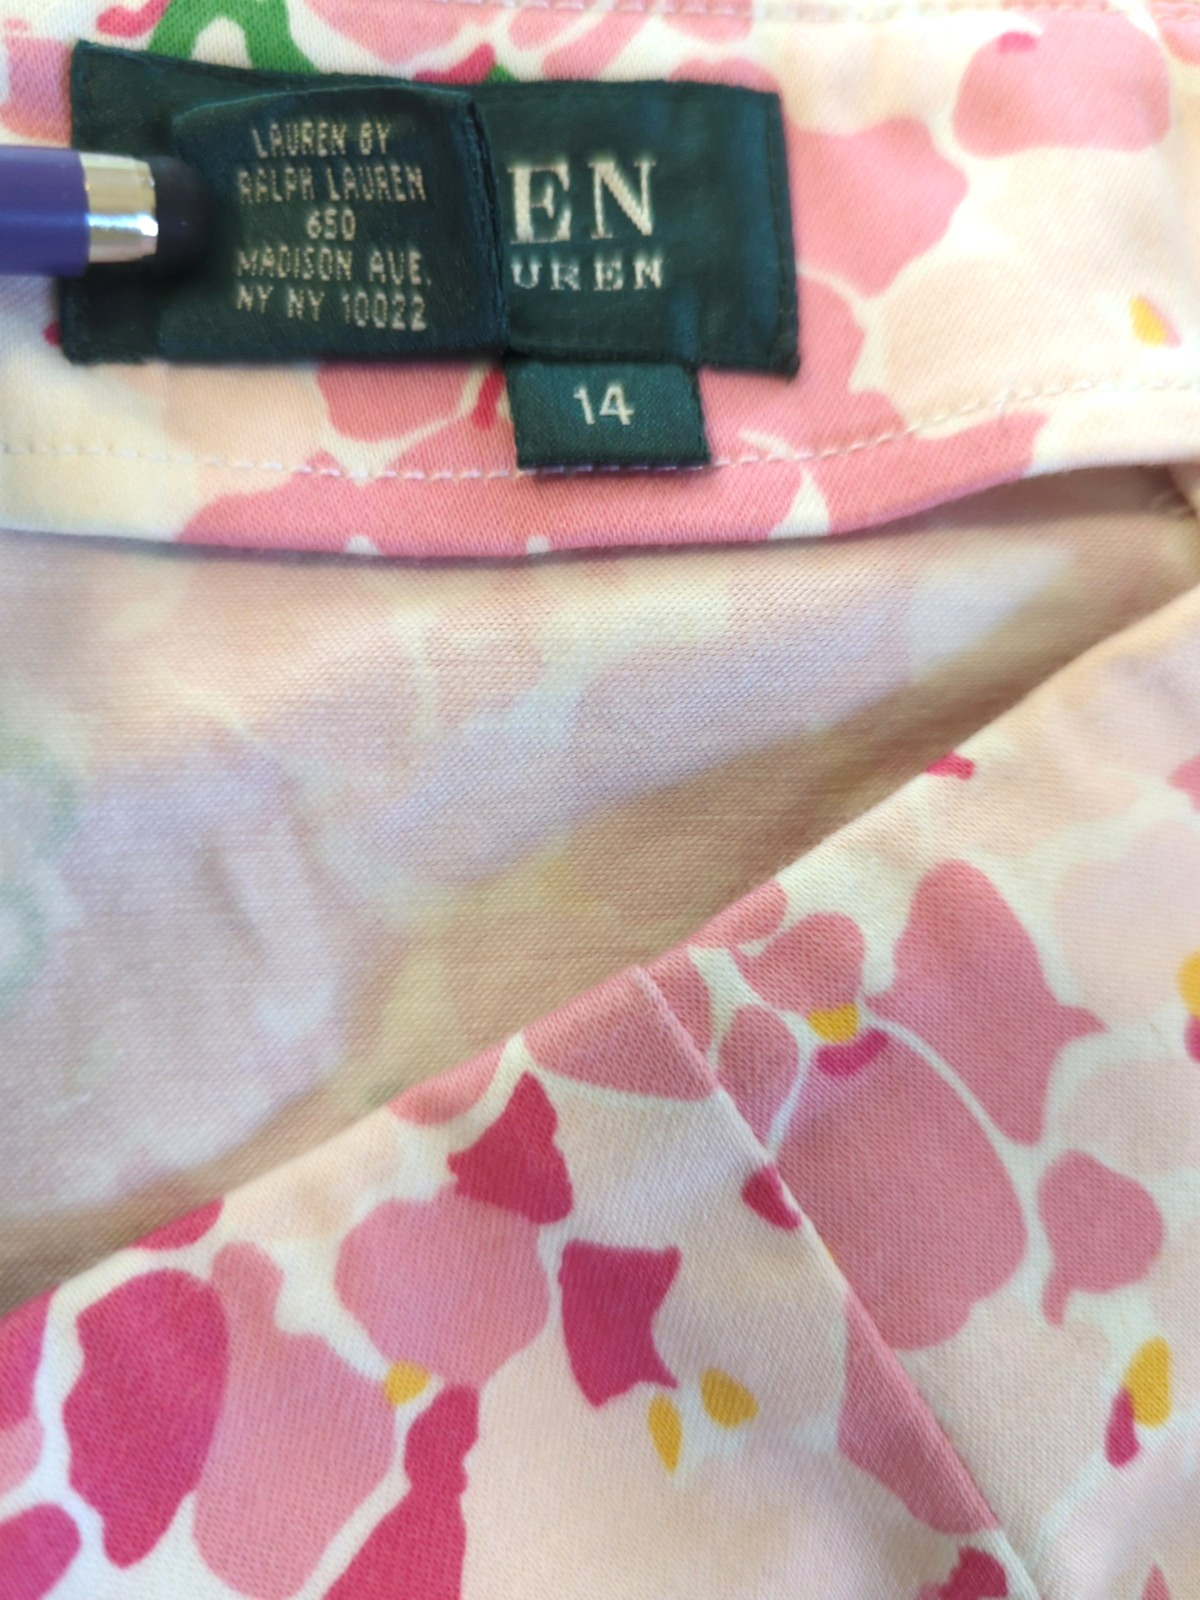 LAUREN BY
RALPH LAUREN
650
MADISON AVE.
NY NY 10022
EN
UREN
14